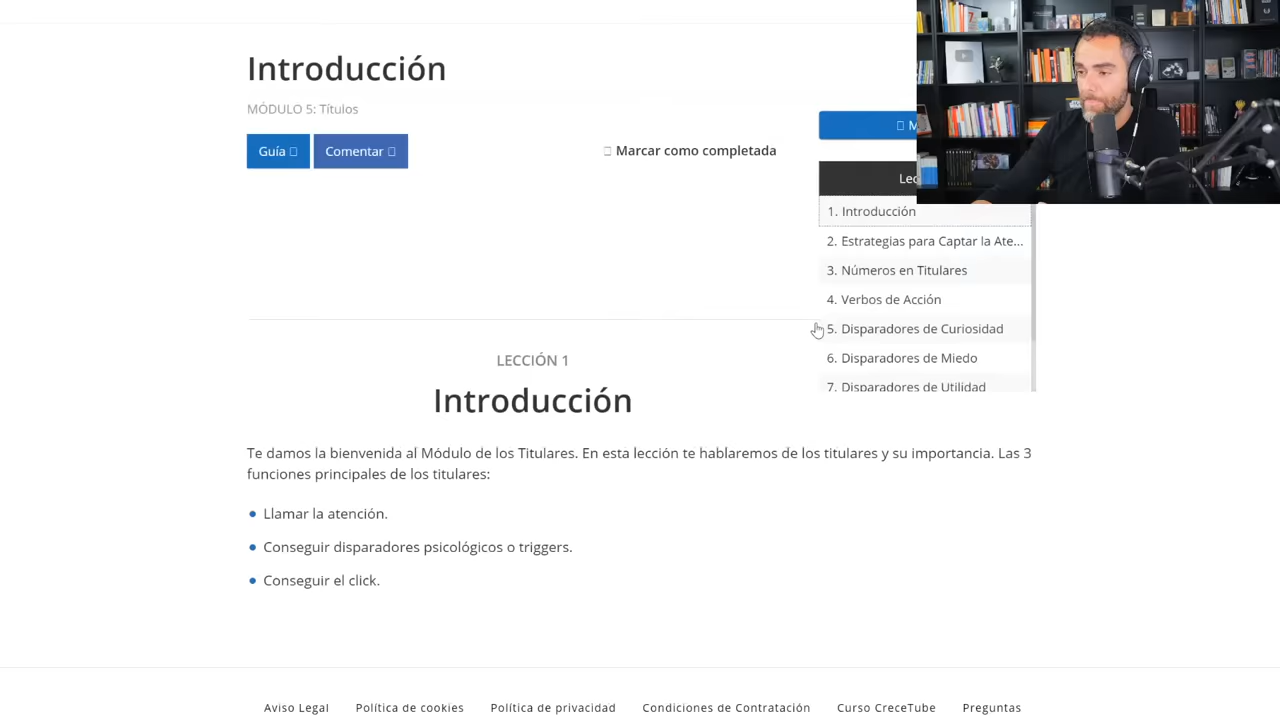 Introducción
MÓDULO 5: Títulos
Guía
Comentar
Marcar como completada
M
Lec
1. Introducción
2. Estrategias para Captar la Ate...
3. Números en Titulares
4. Verbos de Acción
5. Disparadores de Curiosidad
6. Disparadores de Miedo
7. Disparadores de Utilidad
LECCIÓN 1
Introducción
Te damos la bienvenida al Módulo de los Titulares. En esta lección te hablaremos de los titulares y su importancia. Las 3
funciones principales de los titulares:
Llamar la atención.
Conseguir disparadores psicológicos o triggers.
Conseguir el click.
Aviso Legal Política de cookies Política de privacidad Condiciones de Contratación Curso CreceTube Preguntas